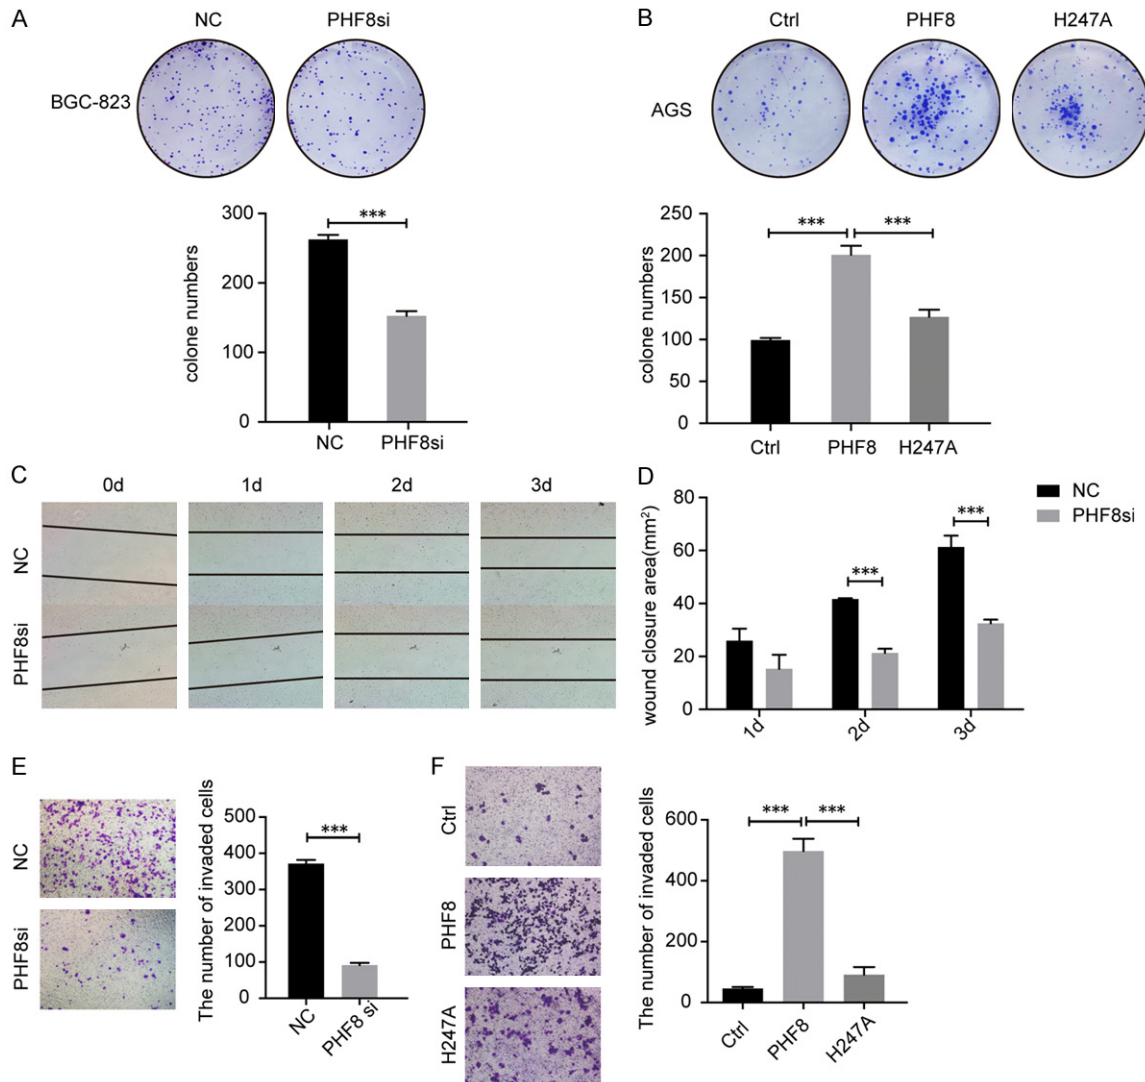 A
NC
PHF8si
BGC-823
300
200
100
0
colone numbers
***
NC
PHF8si
B
Ctrl
PHF8
H247A
AGS
250
200
150
100
50
0
colone numbers
***
***
Ctrl
PHF8
H247A
C
0d
1d
2d
3d
NC
PHF8si
D
NC
PHF8si
80
60
40
20
0
wound closure area(mm²)
***
***
1d
2d
3d
E
NC
PHF8si
The number of invaded cells
500
400
300
200
100
0
***
NC
PHF8 si
F
Ctrl
PHF8
H247A
The number of invaded cells
600
400
200
0
***
***
Ctrl
PHF8
H247A